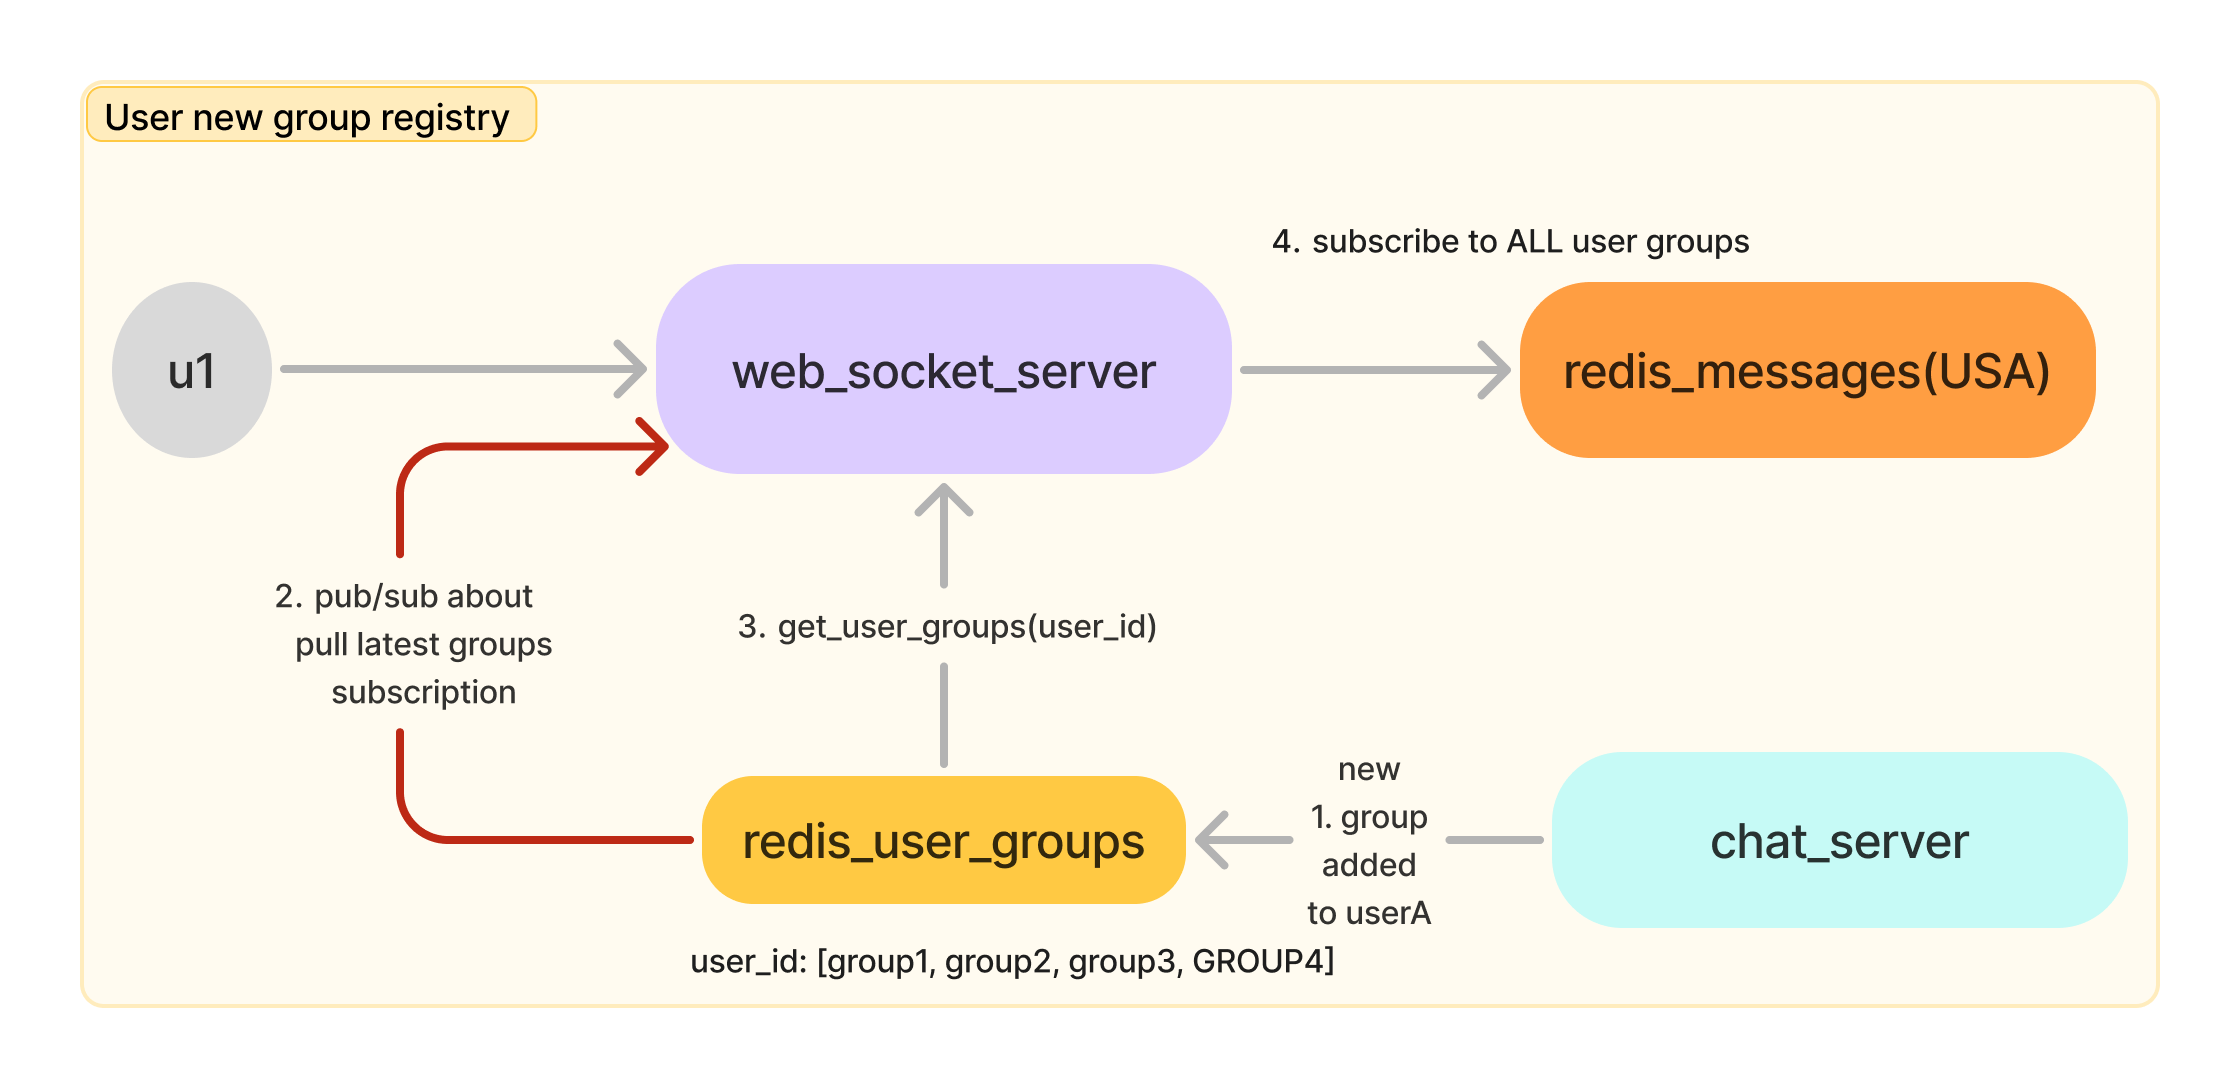 User new group registry
4. subscribe to ALL user groups
u1
web_socket_server
redis_messages(USA)
2. pub/sub about
pull latest groups
subscription
3. get_user_groups(user_id)
new
1. group
added
to userA
redis_user_groups
chat_server
user_id: [group1, group2, group3, GROUP4]